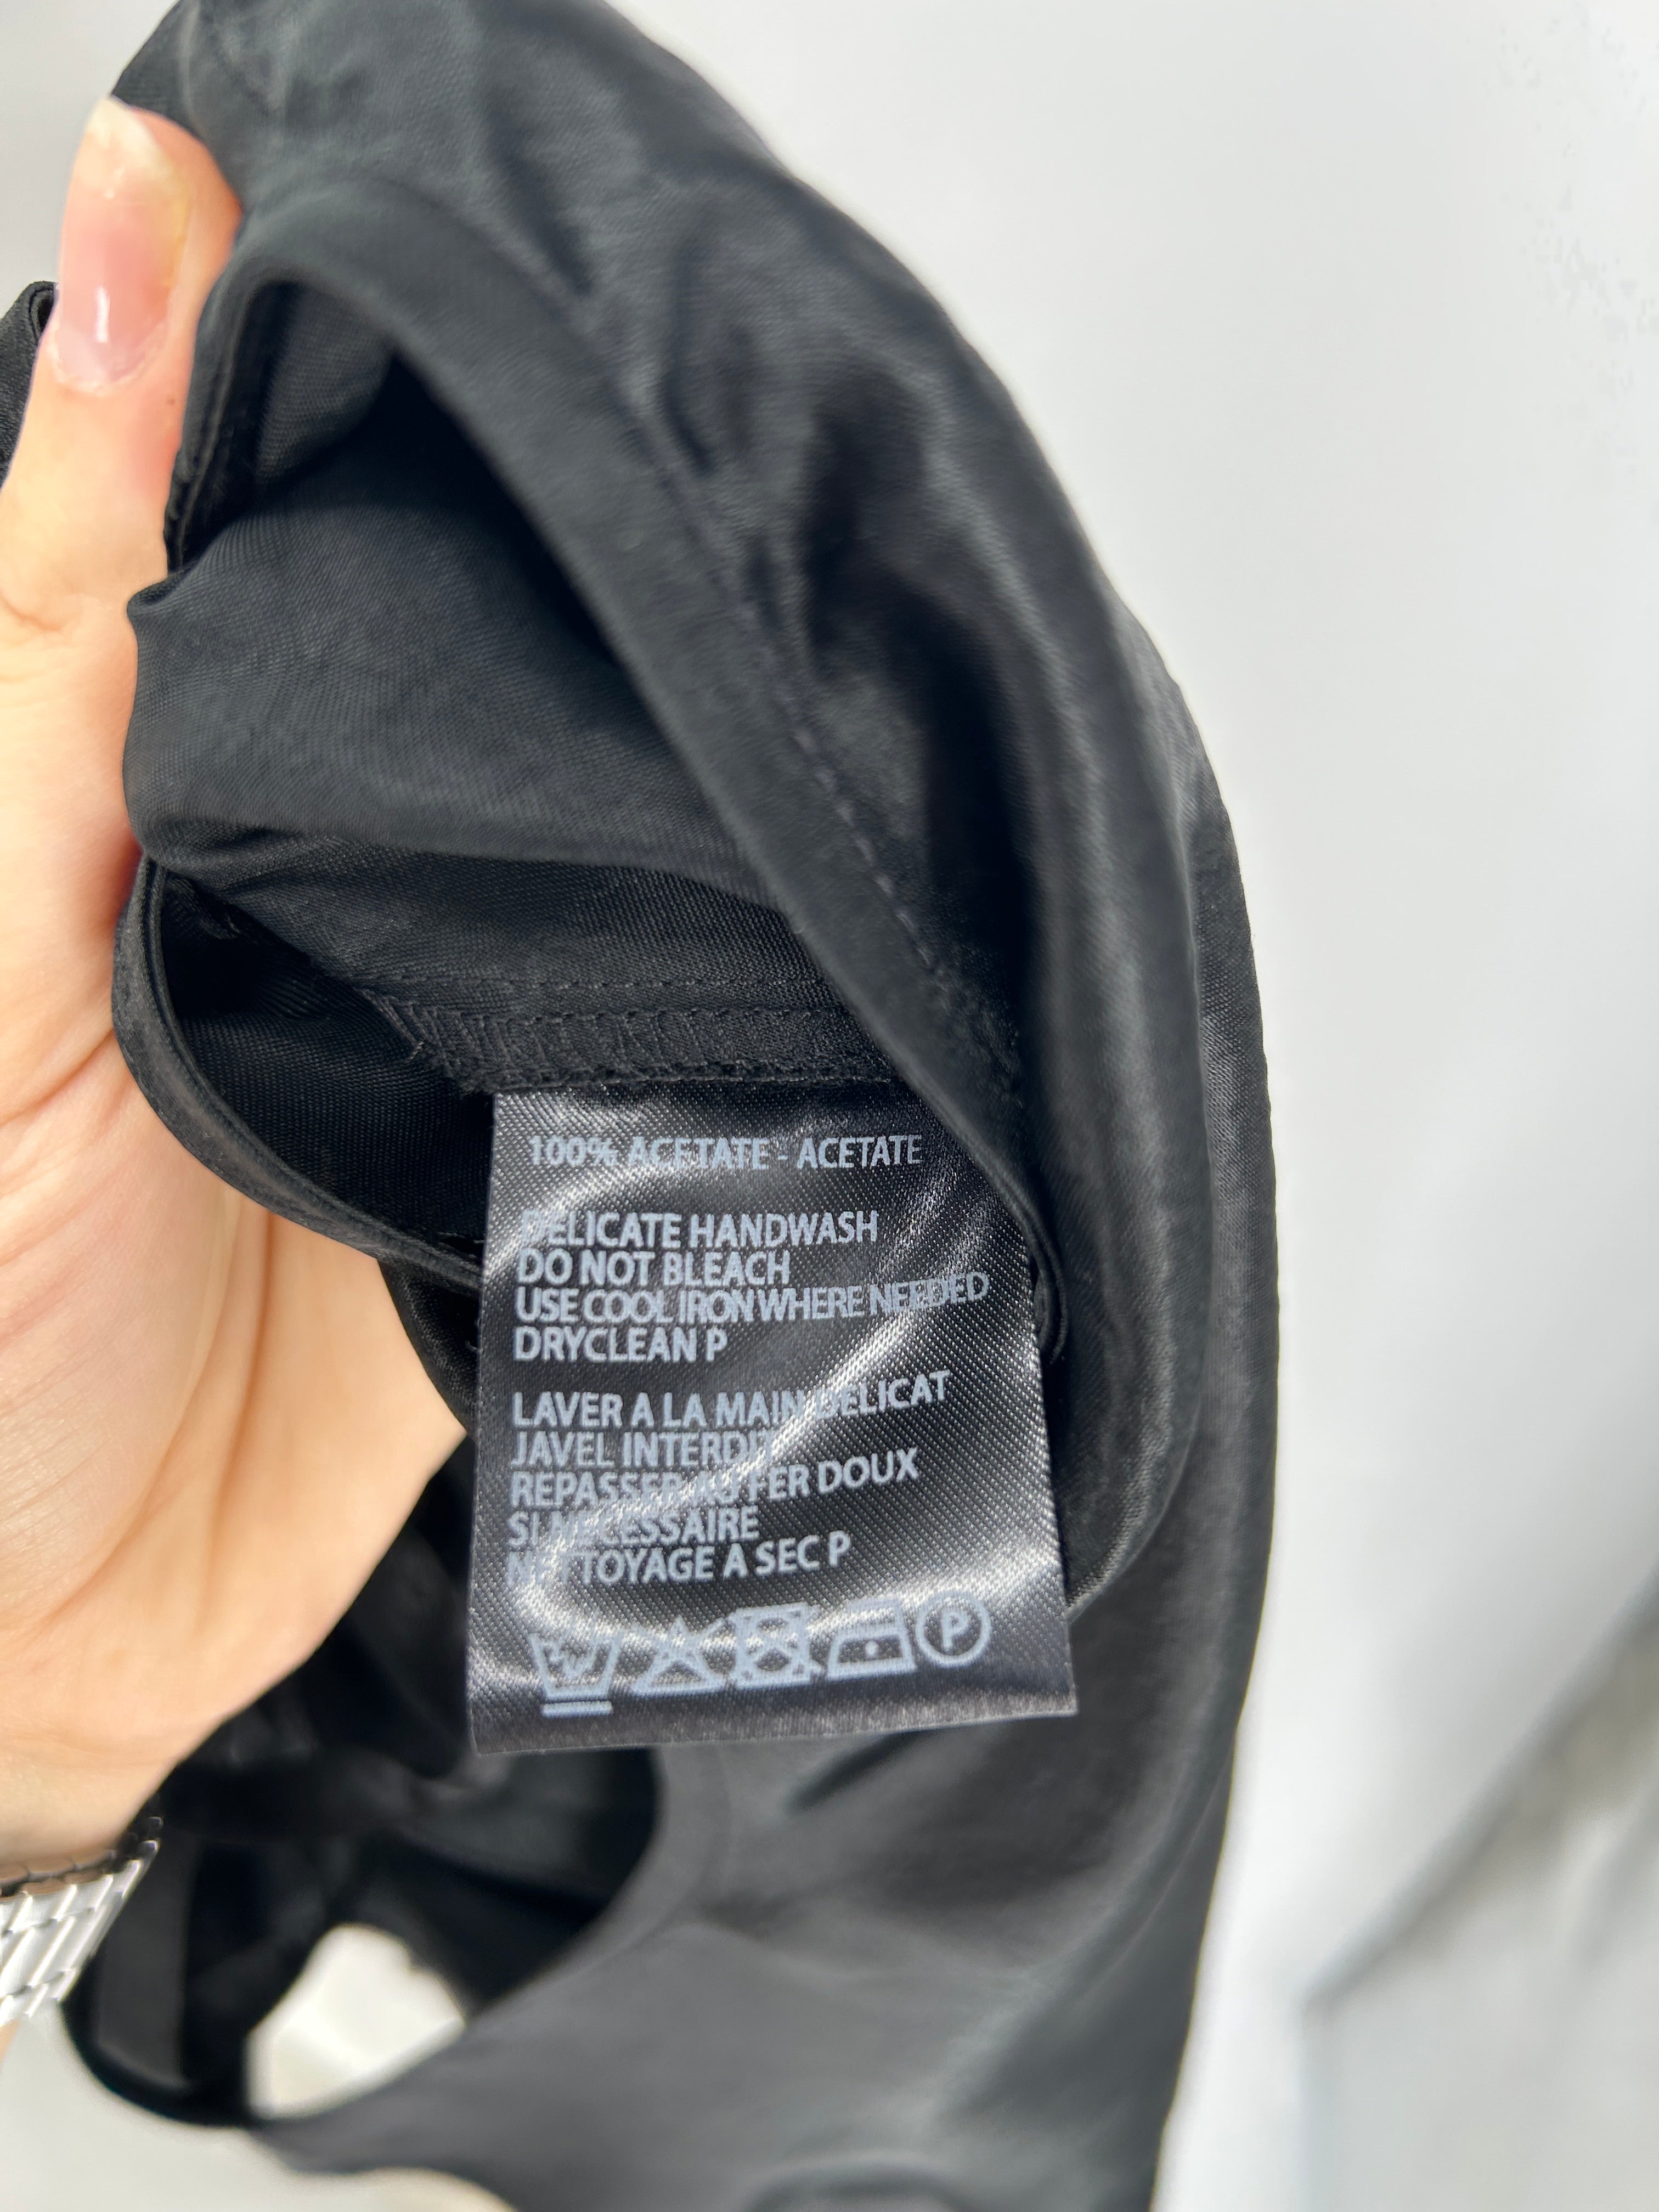 100% ACETATE - ACETATE
DELICATE HANDWASH
DO NOT BLEACH
USE COOL IRON WHERE NEEDED
DRYCLEAN P
LAVER A LA MAIN DELICAT
JAVEL INTERDIT
REPASSER AU FER DOUX
SI NECESSAIRE
NETTOYAGE A SEC P
P